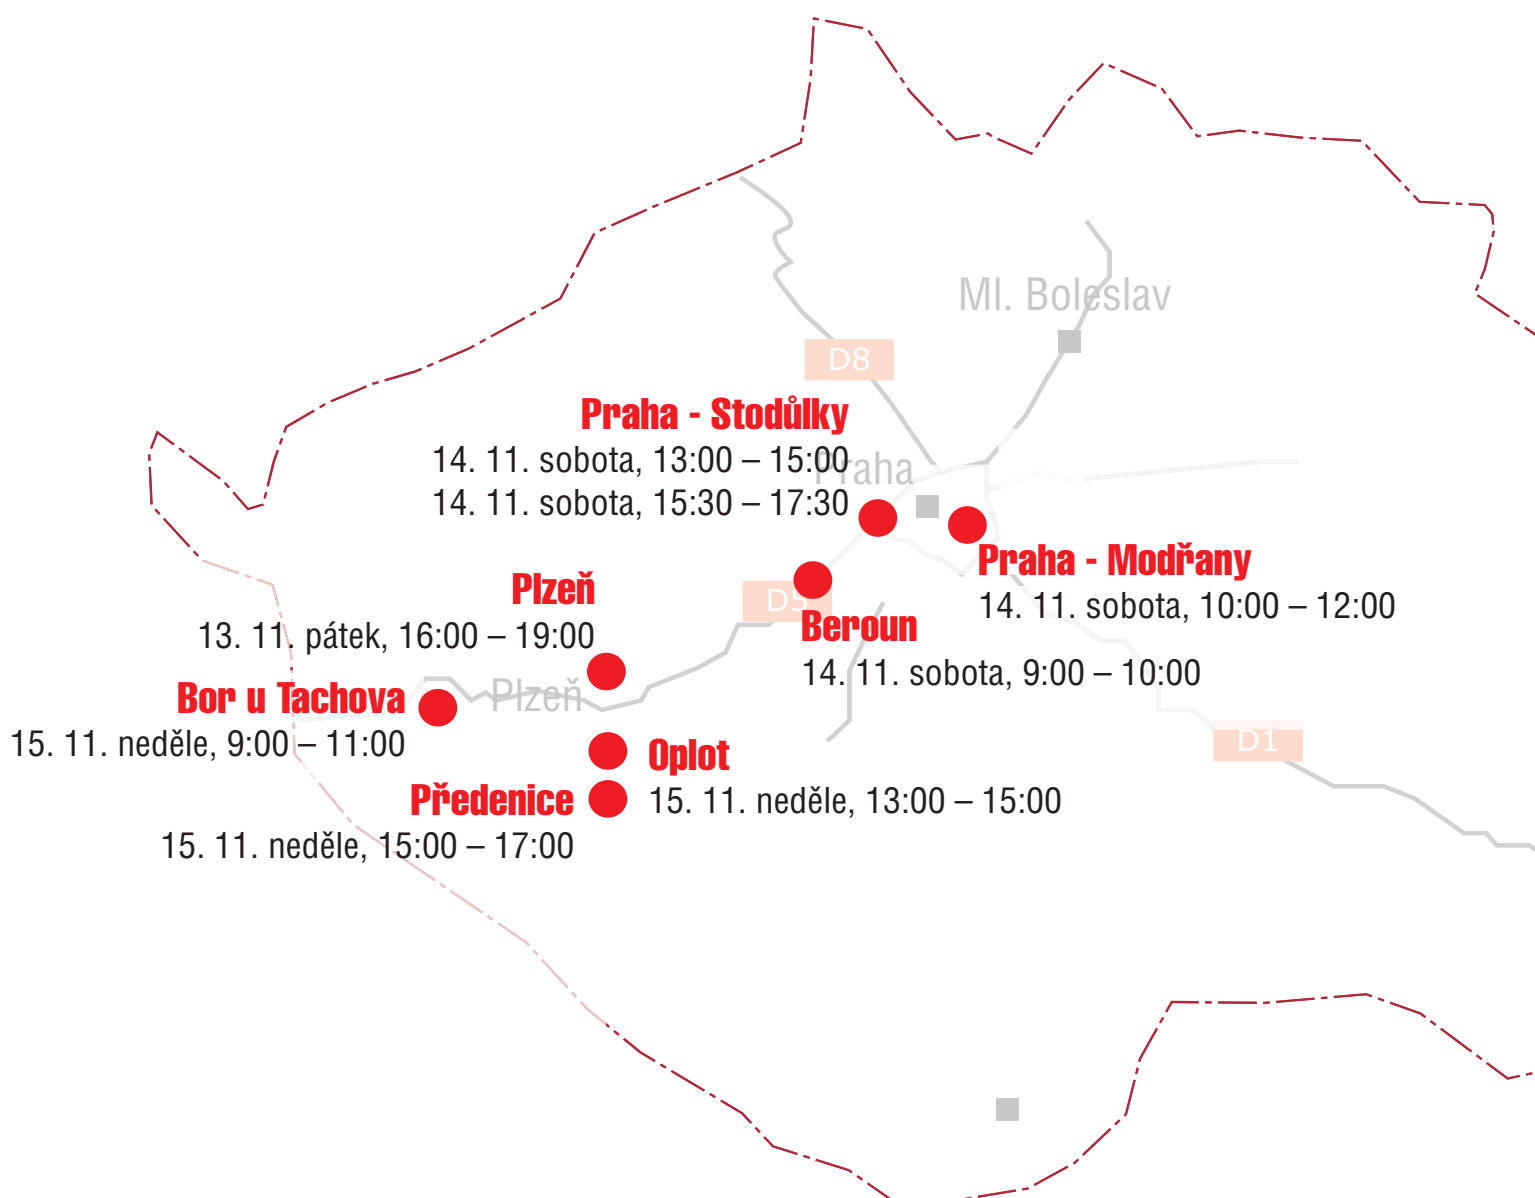 Ml. Boleslav
D8
Praha - Stodůlky
14. 11. sobota, 13:00 – 15:00
Praha
14. 11. sobota, 15:30 – 17:30
Praha - Modřany
14. 11. sobota, 10:00 – 12:00
Plzeň
13. 11. pátek, 16:00 – 19:00
D5
Beroun
14. 11. sobota, 9:00 – 10:00
Plzeň
Bor u Tachova
15. 11. neděle, 9:00 – 11:00
D1
Oplot
15. 11. neděle, 13:00 – 15:00
Předenice
15. 11. neděle, 15:00 – 17:00